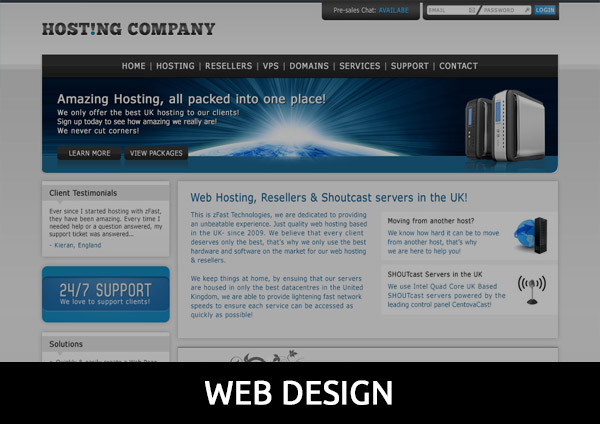 Pre-sales Chat: AVAILABE
EMAIL
PASSWORD
LOGIN
HOST!NG COMPANY
HOME | HOSTING | RESELLERS | VPS | DOMAINS | SERVICES | SUPPORT | CONTACT
Amazing Hosting, all packed into one place!
We only offer the best UK hosting to our clients!
Sign up today to see how amazing we really are!
We never cut corners!
LEARN MORE
VIEW PACKAGES
Client Testimonials
Ever since I started hosting with zFast,
they have been amazing. Every time I
needed help or a question answered, my
support ticket was answered...
- Kieran, England
24/7 SUPPORT
We love to support clients!
Solutions
Web Hosting, Resellers & Shoutcast servers in the UK!
This is zFast Technologies, we are dedicated to providing
an unbeatable experience. Just quality web hosting based
in the UK- since 2009. We believe that every client
deserves only the best, that's why we only use the best
hardware and software on the market for our web hosting
& resellers.
We keep things at home, by ensuing that our servers
are housed in only the best datacentres in the United
Kingdom, we are able to provide lightening fast network
speeds to ensure each service can be accessed as
quickly as possible!
Moving from another host?
We know how hard it can be to
move from another host, that's why
we are here to help you!
SHOUTcast Servers in the UK
We use Intel Quad Core UK Based
SHOUTcast servers powered by the
leading control panel CentovaCast!
WEB DESIGN